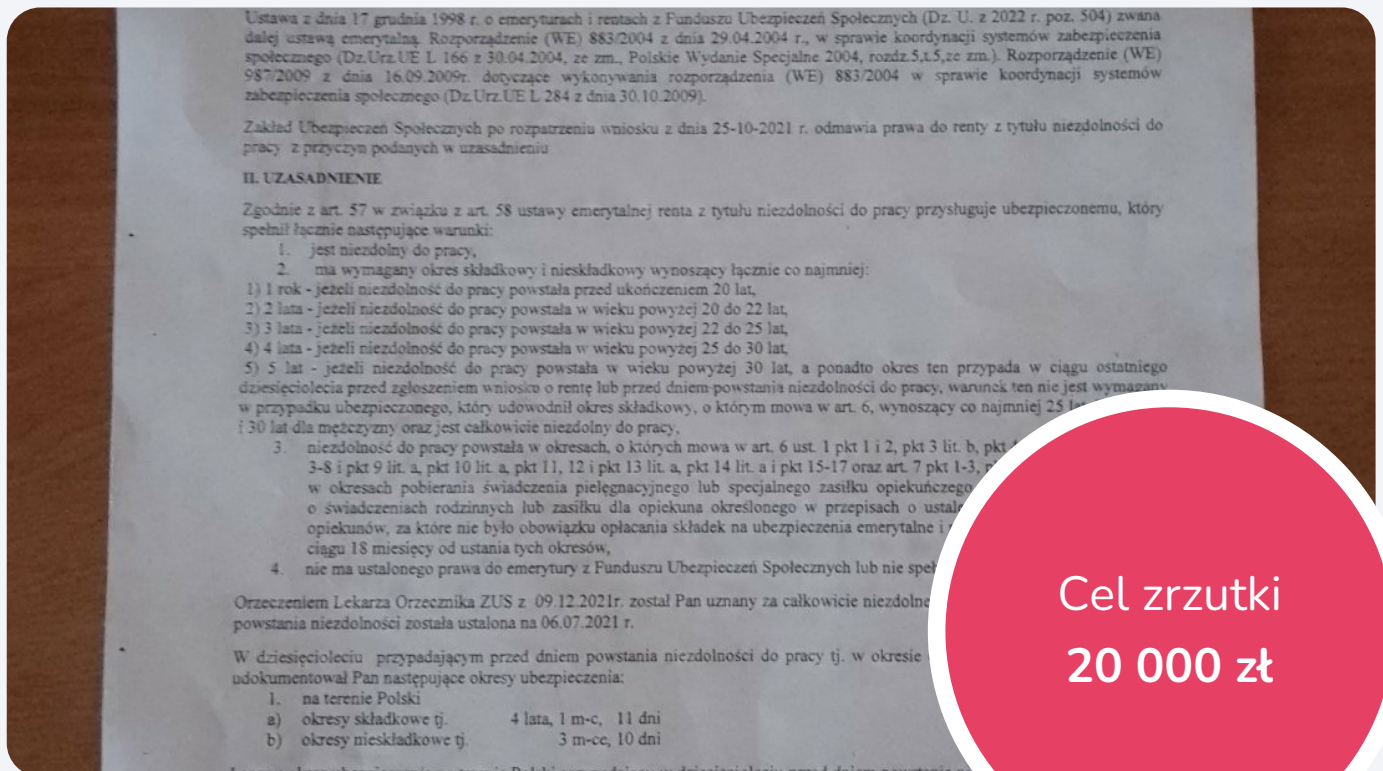 Ustawa z dnia 17 grudnia 1998 r. o emeryturach i rentach z Funduszu Ubezpieczeń Społecznych (Dz. U. z 2022 r. poz. 504) zwana
dalej ustawą emerytalną. Rozporządzenie (WE) 883/2004 z dnia 29.04.2004 r., w sprawie koordynacji systemów zabezpieczenia
społecznego (Dz.Urz.UE L 166 z 30.04.2004, ze zm., Polskie Wydanie Specjalne 2004, rozdz.5,t.5,ze zm.). Rozporządzenie (WE)
987/2009 z dnia 16.09.2009r. dotyczące wykonywania rozporządzenia (WE) 883/2004 w sprawie koordynacji systemów
zabezpieczenia społecznego (Dz.Urz.UE L 284 z dnia 30.10.2009).
Zakład Ubezpieczeń Społecznych po rozpatrzeniu wniosku z dnia 25-10-2021 r. odmawia prawa do renty z tytułu niezdolności do
pracy z przyczyn podanych w uzasadnieniu
II. UZASADNIENIE
Zgodnie z art. 57 w związku z art. 58 ustawy emerytalnej renta z tytułu niezdolności do pracy przysługuje ubezpieczonemu, który
spełnił łącznie następujące warunki:
1. jest niezdolny do pracy,
2. ma wymagany okres składkowy i nieskładkowy wynoszący łącznie co najmniej:
1) 1 rok - jeżeli niezdolność do pracy powstała przed ukończeniem 20 lat,
2) 2 lata - jeżeli niezdolność do pracy powstała w wieku powyżej 20 do 22 lat,
3) 3 lata - jeżeli niezdolność do pracy powstała w wieku powyżej 22 do 25 lat,
4) 4 lata - jeżeli niezdolność do pracy powstała w wieku powyżej 25 do 30 lat,
5) 5 lat - jeżeli niezdolność do pracy powstała w wieku powyżej 30 lat, a ponadto okres ten przypada w ciągu ostatniego
dziesięciolecia przed zgłoszeniem wniosku o rentę lub przed dniem powstania niezdolności do pracy, warunek ten nie jest wymagany
w przypadku ubezpieczonego, który udowodnił okres składkowy, o którym mowa w art. 6, wynoszący co najmniej 25
i 30 lat dla mężczyzny oraz jest całkowicie niezdolny do pracy,
3. niezdolność do pracy powstała w okresach, o których mowa w art. 6 ust. 1 pkt 1 i 2, pkt 3 lit. b, pkt
3-8 i pkt 9 lit. a, pkt 10 lit. a, pkt 11, 12 i pkt 13 lit. a, pkt 14 lit. a i pkt 15-17 oraz art. 7 pkt 1-3,
w okresach pobierania świadczenia pielęgnacyjnego lub specjalnego zasiłku opiekuńczego
o świadczeniach rodzinnych lub zasiłku dla opiekuna określonego w przepisach o
opiekunów, za które nie było obowiązku opłacania składek na ubezpieczenia emerytalne i
ciągu 18 miesięcy od ustania tych okresów,
4. nie ma ustalonego prawa do emerytury z Funduszu Ubezpieczeń Społecznych lub nie
Orzeczeniem Lekarza Orzecznika ZUS z 09.12.2021r. został Pan uznany za całkowicie
powstania niezdolności została ustalona na 06.07.2021 r.
W dziesięcioleciu przypadającym przed dniem powstania niezdolności do pracy tj. w okresie
udokumentował Pan następujące okresy ubezpieczenia:
1. na terenie Polski
a) okresy składkowe tj. 4 lata, 1 m-c, 11 dni
b) okresy nieskładkowe tj. 3 m-ce, 10 dni
Cel zrzutki
20 000 zł